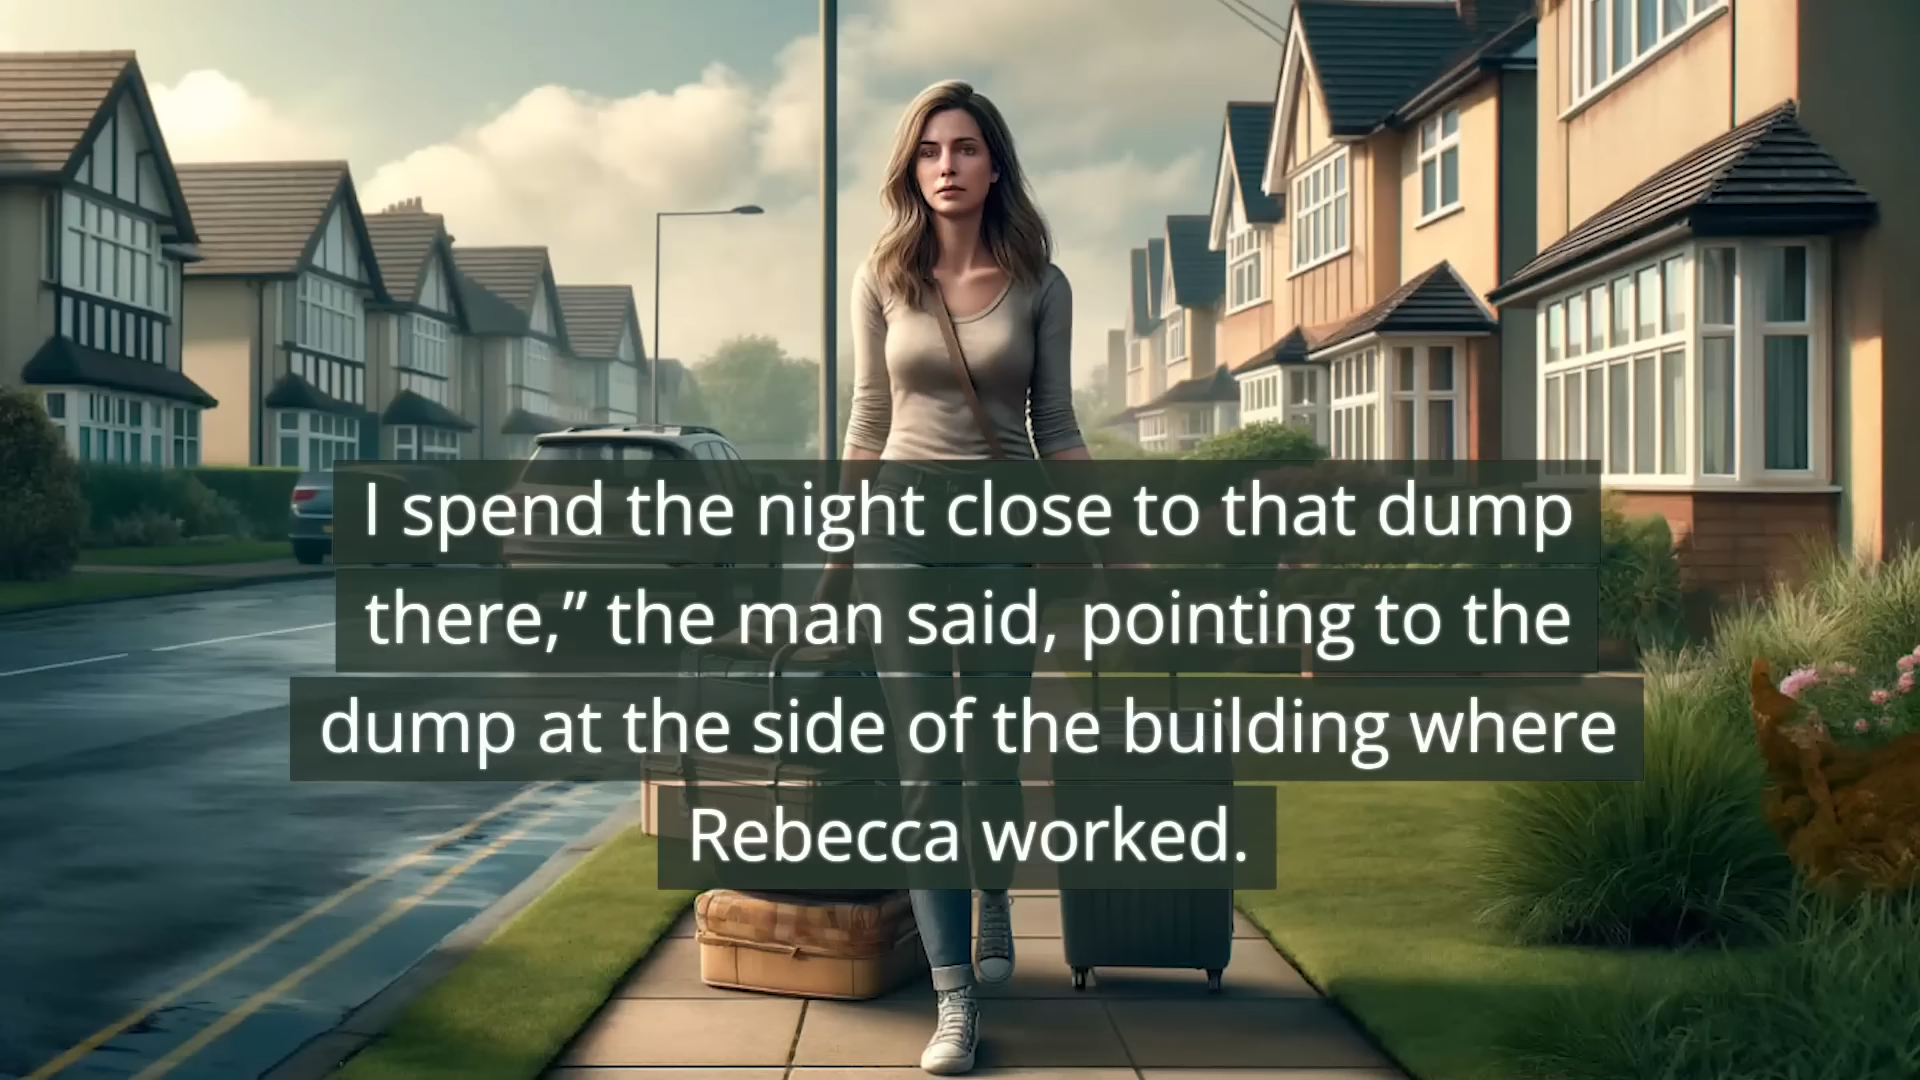 I spend the night close to that dump
there,” the man said, pointing to the
dump at the side of the building where
Rebecca worked.